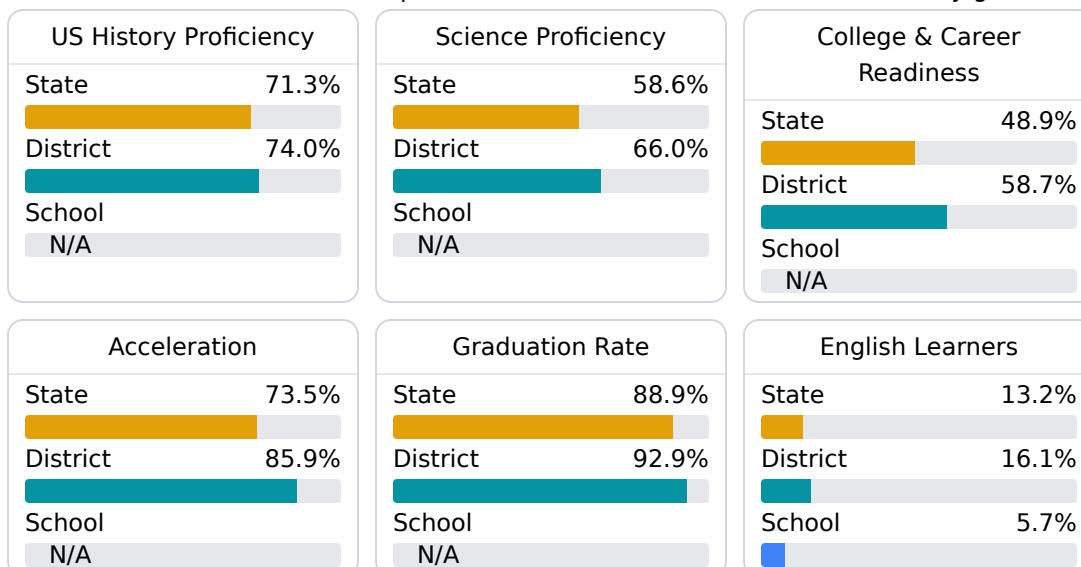 US History Proficiency
State 71.3%
District 74.0%
School
N/A
Science Proficiency
State 58.6%
District 66.0%
School
N/A
College & Career
Readiness
State 48.9%
District 58.7%
School
N/A
Acceleration
State 73.5%
District 85.9%
School
N/A
Graduation Rate
State 88.9%
District 92.9%
School
N/A
English Learners
State 13.2%
District 16.1%
School 5.7%